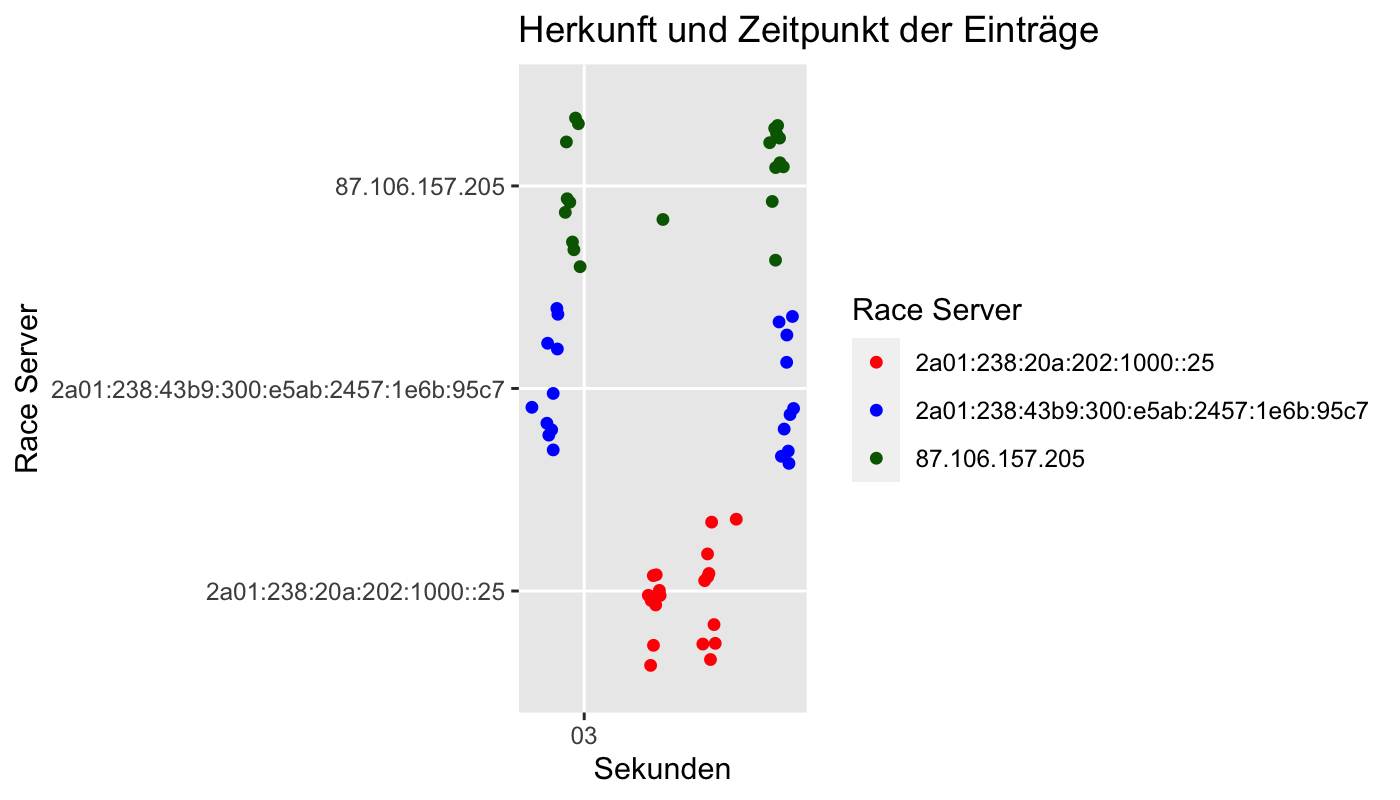 Herkunft und Zeitpunkt der Einträge
Race Server
87.106.157.205
2a01:238:43b9:300:e5ab:2457:1e6b:95c7
2a01:238:20a:202:1000::25
03
Sekunden
Race Server
2a01:238:20a:202:1000::25
2a01:238:43b9:300:e5ab:2457:1e6b:95c7
87.106.157.205